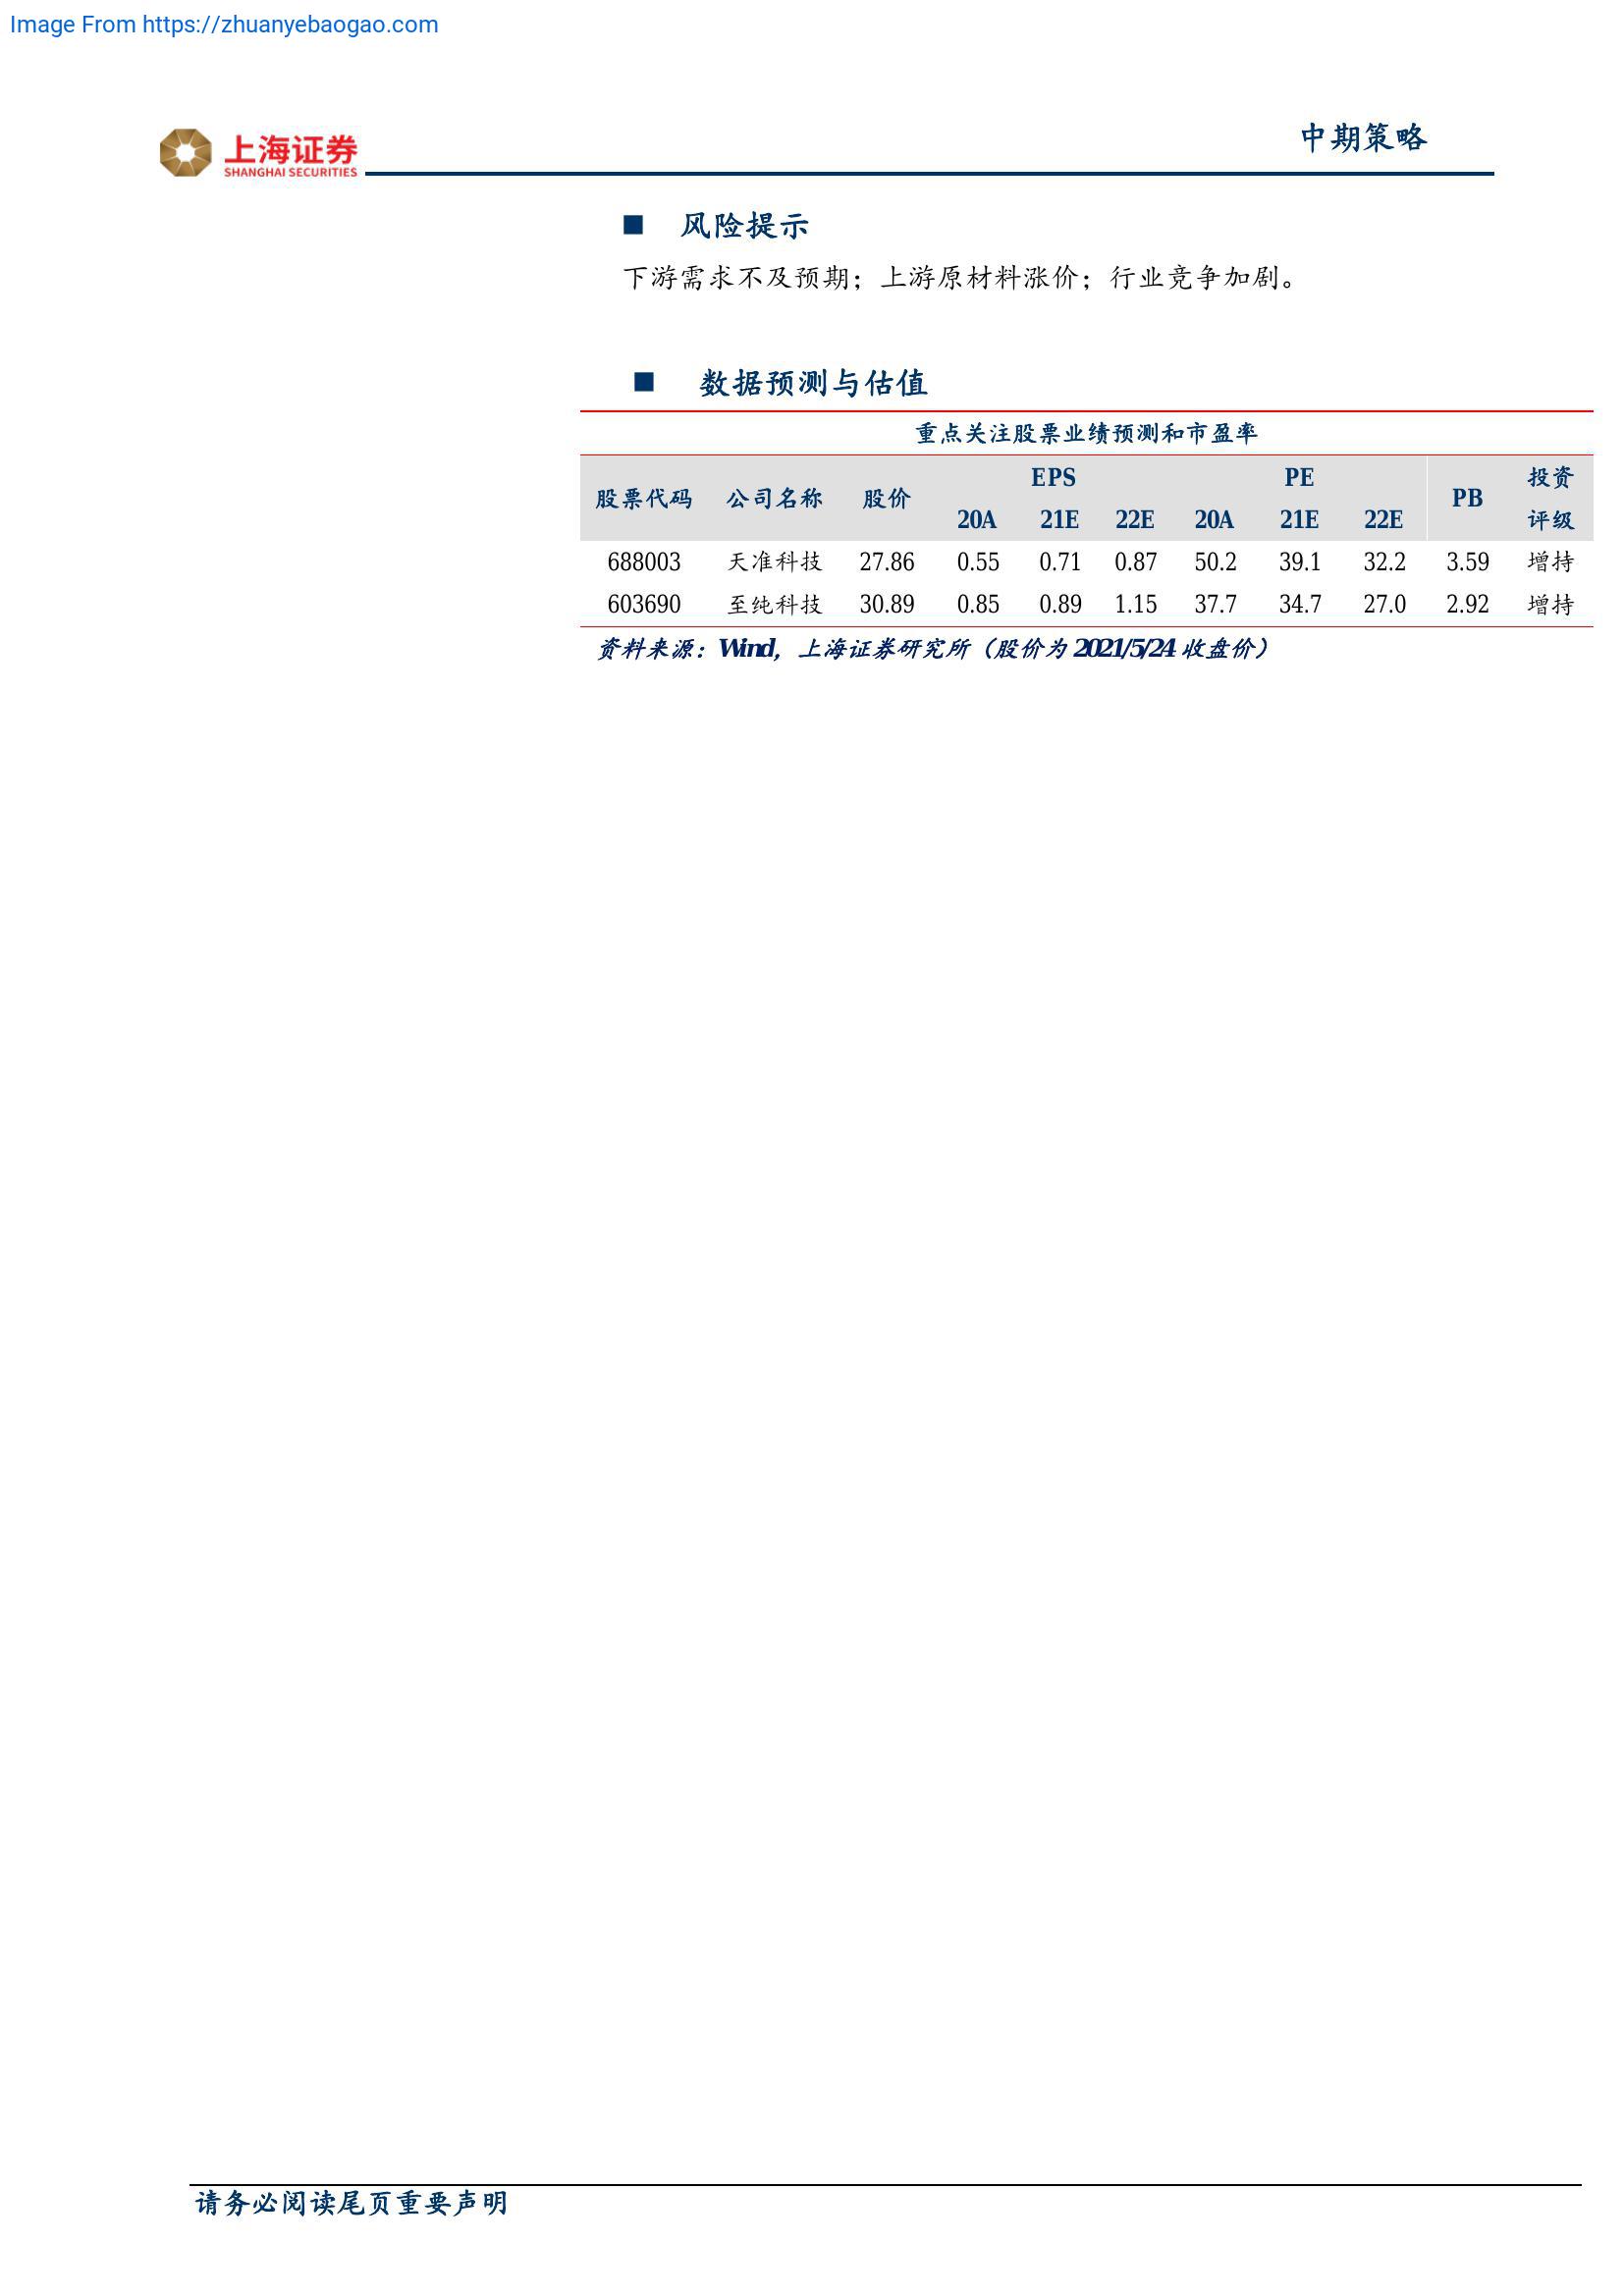 Image From https://zhuanyebaogao.com
上海证券
SHANGHAI SECURITIES
中期策略
■ 风险提示
下游需求不及预期；上游原材料涨价；行业竞争加剧。
■ 数据预测与估值
重点关注股票业绩预测和市盈率
股票代码 公司名称 股价 EPS PE PB 投资评级
20A 21E 22E 20A 21E 22E
688003 天准科技 27.86 0.55 0.71 0.87 50.2 39.1 32.2 3.59 增持
603690 至纯科技 30.89 0.85 0.89 1.15 37.7 34.7 27.0 2.92 增持
资料来源：Wind，上海证券研究所（股价为 2021/5/24 收盘价）
请务必阅读尾页重要声明